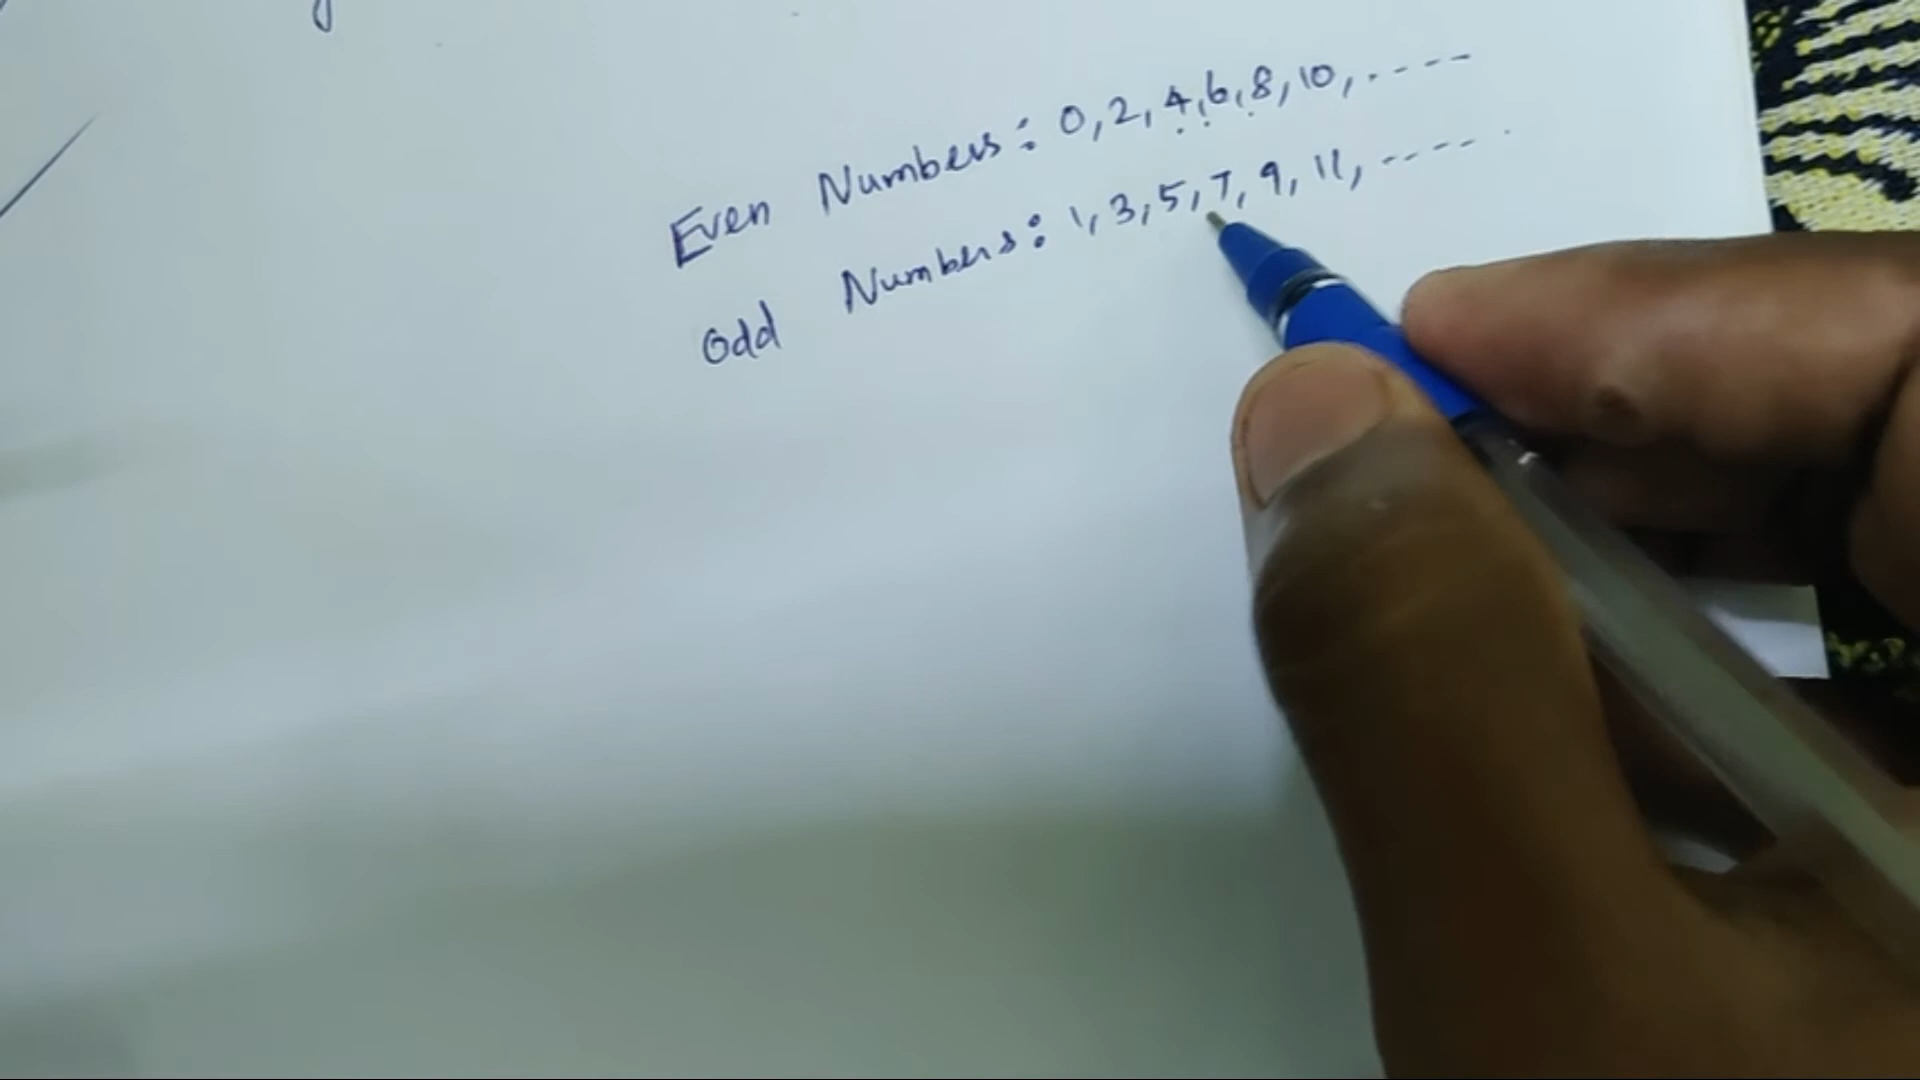 Even Numbers: 0, 2, 4, 6, 8, 10, .----
Odd Numbers: 1, 3, 5, 7, 9, 11, ----